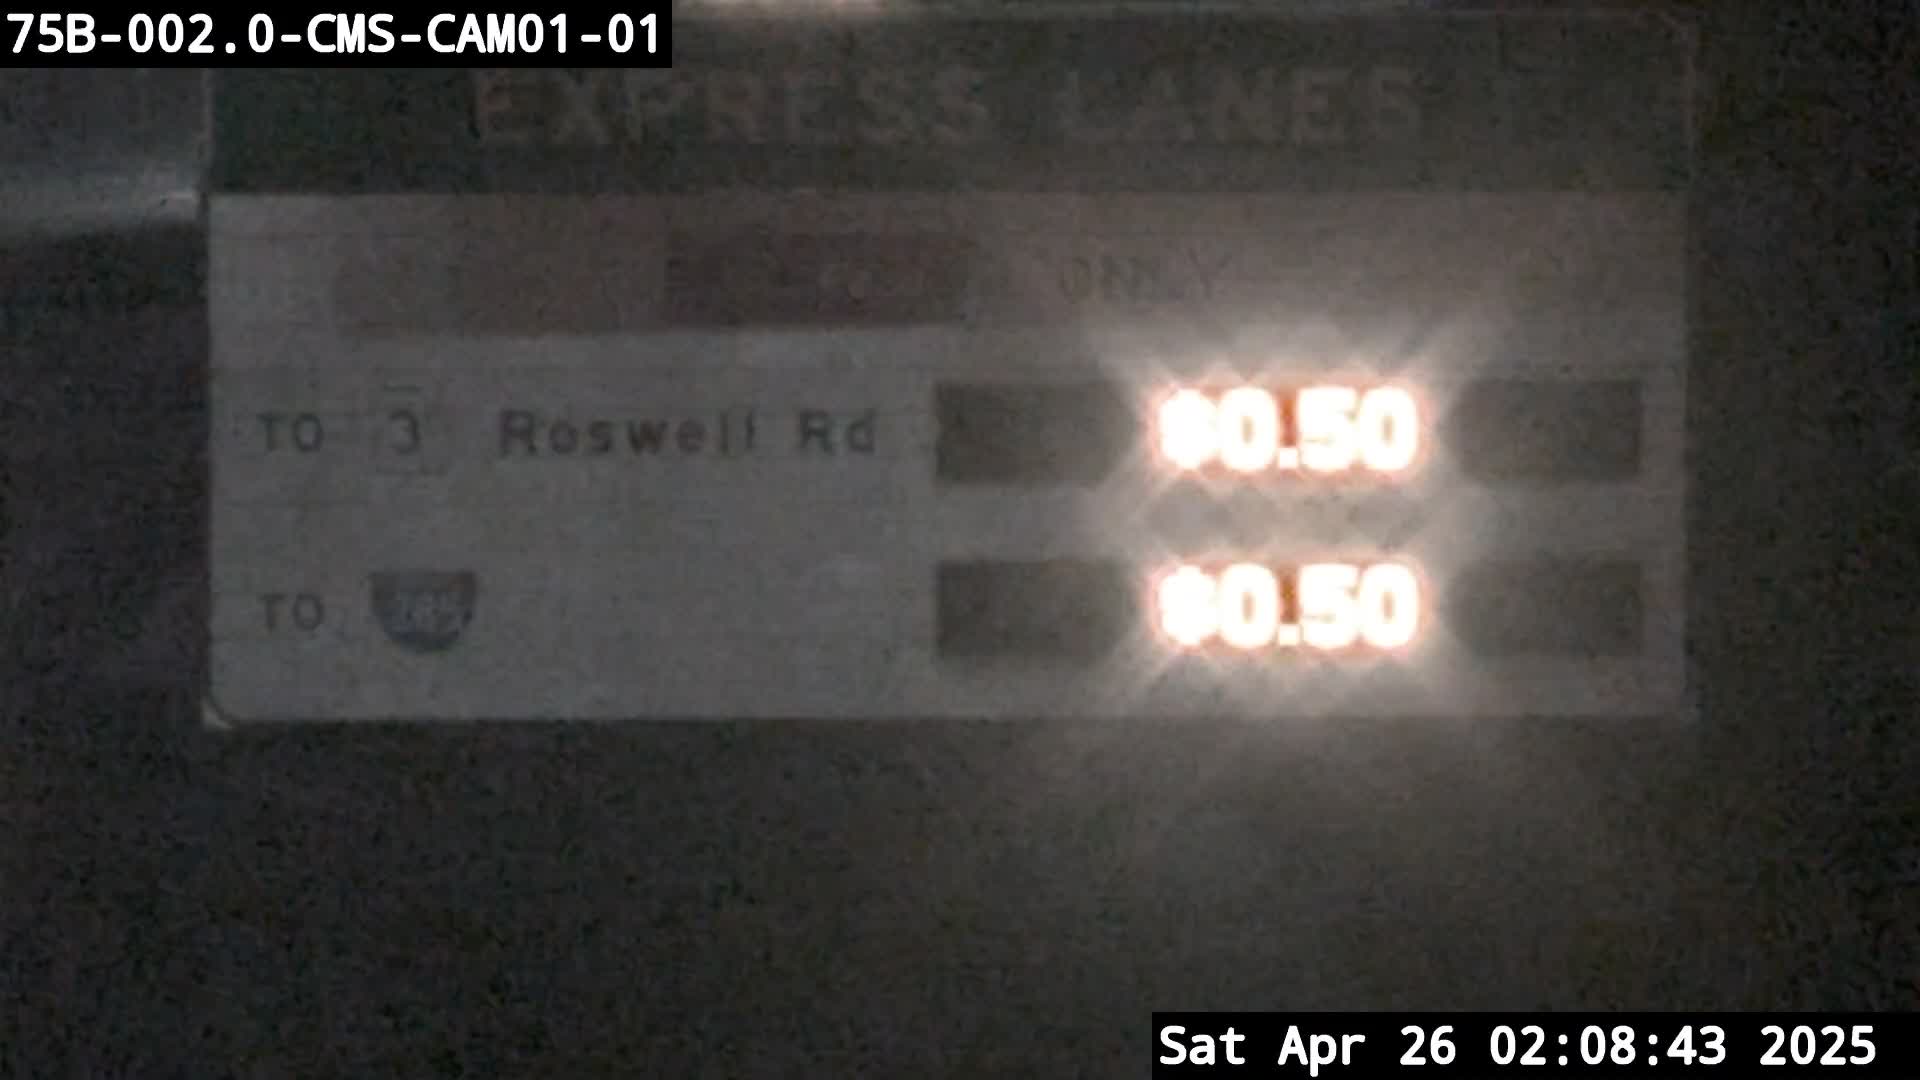 75B-002.0-CMS-CAM01-01
EXPRESS LANES
ONLY
TO 3 Roswell Rd $0.50
TO $0.50
Sat Apr 26 02:08:43 2025